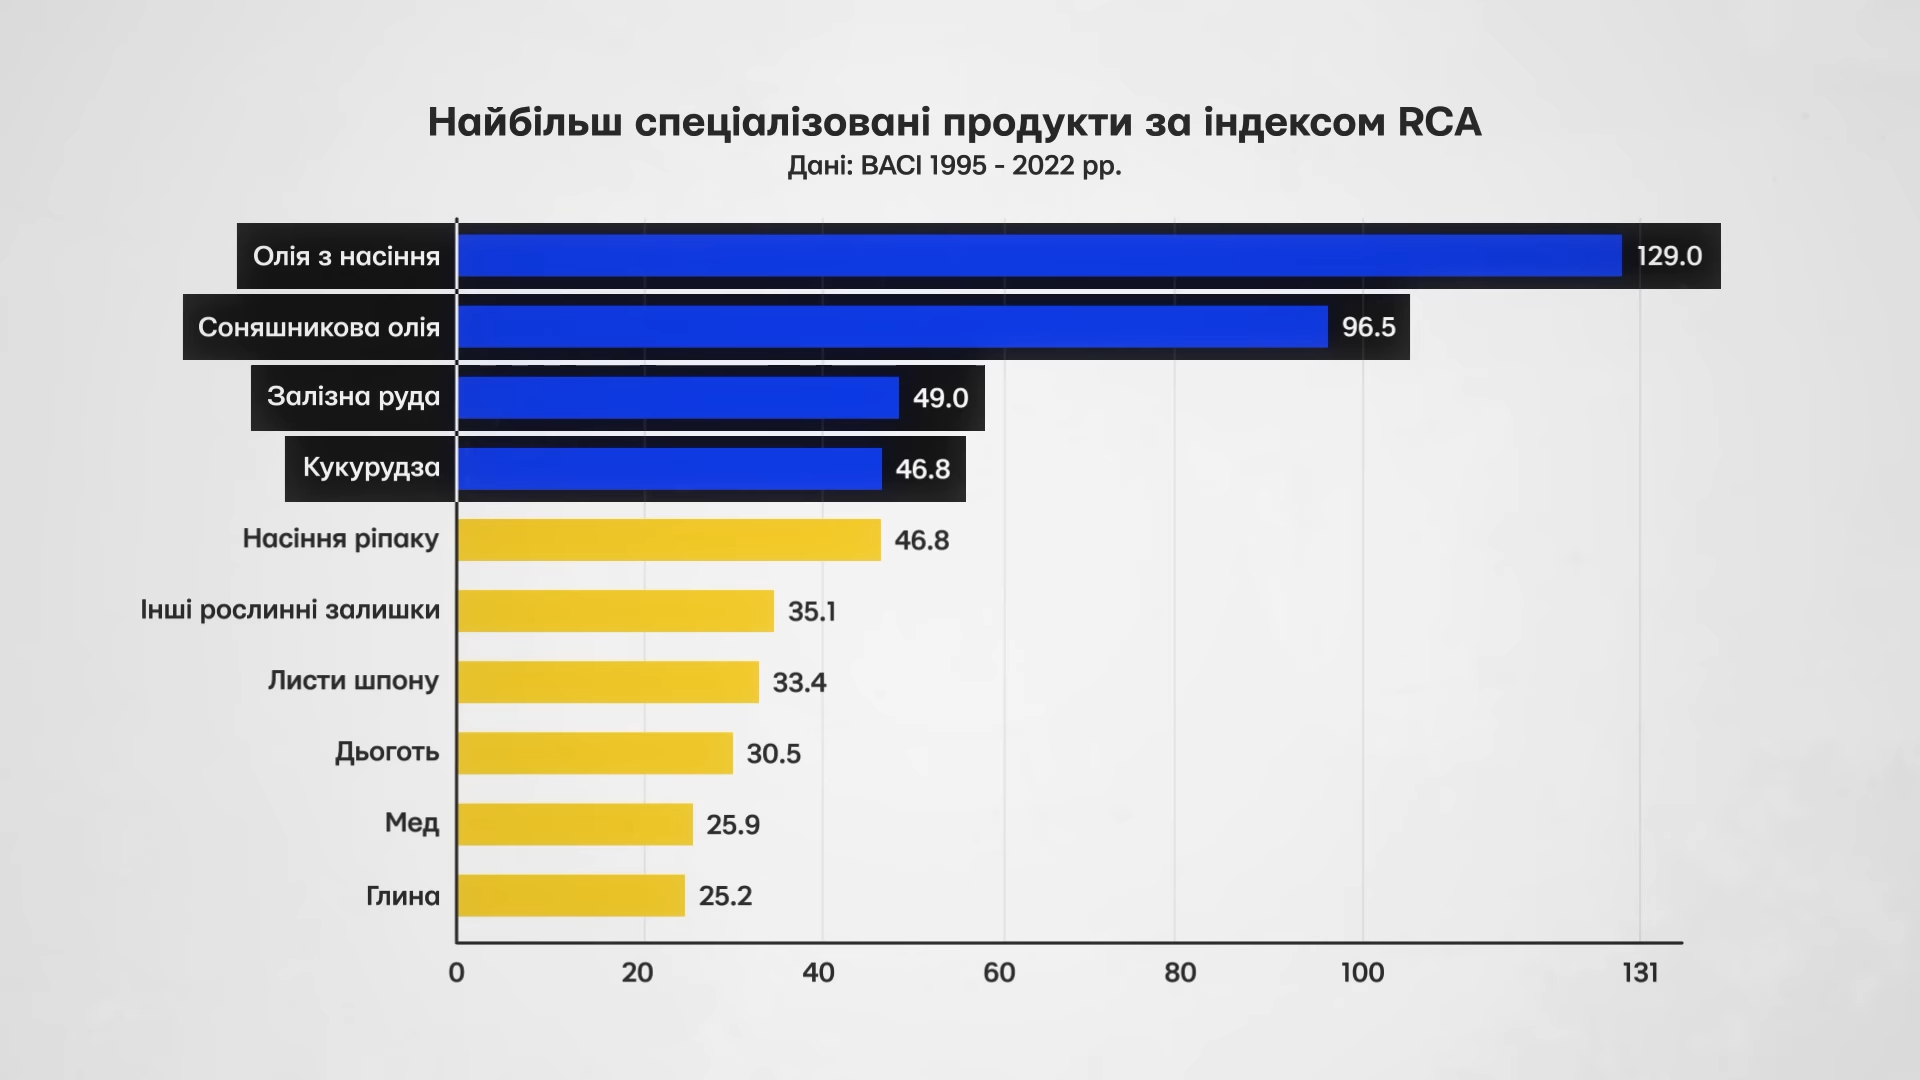 Найбільш спеціалізовані продукти за індексом RCA
Дані: BACI 1995 - 2022 рр.
Олія з насіння 129.0
Соняшникова олія 96.5
Залізна руда 49.0
Кукурудза 46.8
Насіння ріпаку 46.8
Інші рослинні залишки 35.1
Листи шпону 33.4
Дьоготь 30.5
Мед 25.9
Глина 25.2
0 20 40 60 80 100 131